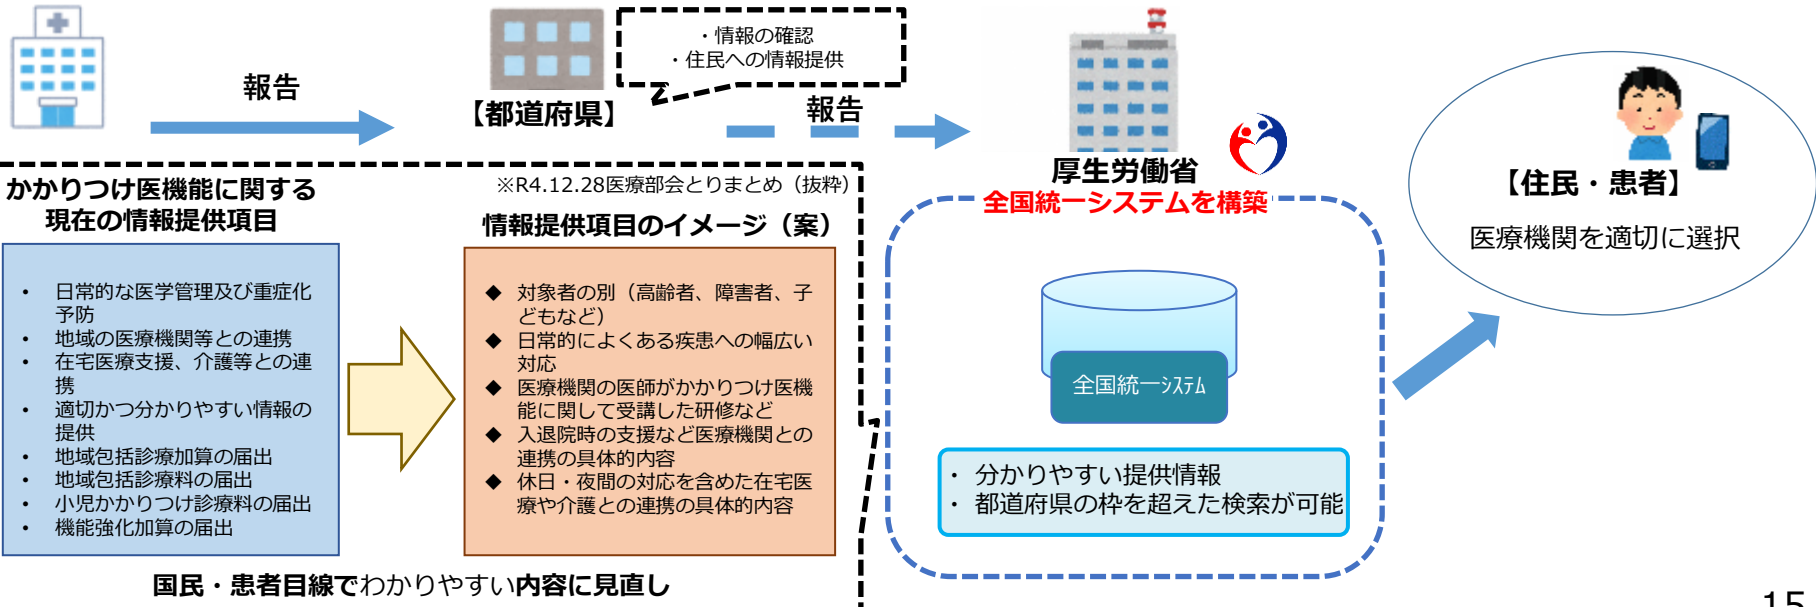 ・情報の確認
・住民への情報提供
報告
【都道府県】
報告
厚生労働省
全国統一システムを構築
【住民・患者】
医療機関を適切に選択
かかりつけ医機能に関する
現在の情報提供項目
※R4.12.28医療部会とりまとめ（抜粋）
情報提供項目のイメージ（案）
• 日常的な医学管理及び重症化
予防
• 地域の医療機関等との連携
• 在宅医療支援、介護等との連
携
• 適切かつ分かりやすい情報の
提供
• 地域包括診療加算の届出
• 地域包括診療料の届出
• 小児かかりつけ診療料の届出
• 機能強化加算の届出
◆ 対象者の別（高齢者、障害者、子
どもなど）
◆ 日常的によくある疾患への幅広い
対応
◆ 医療機関の医師がかかりつけ医機
能に関して受講した研修など
◆ 入退院時の支援など医療機関との
連携の具体的内容
◆ 休日・夜間の対応を含めた在宅医
療や介護との連携の具体的内容
全国統一ｼｽﾃﾑ
・ 分かりやすい提供情報
・ 都道府県の枠を超えた検索が可能
国民・患者目線でわかりやすい内容に見直し
15